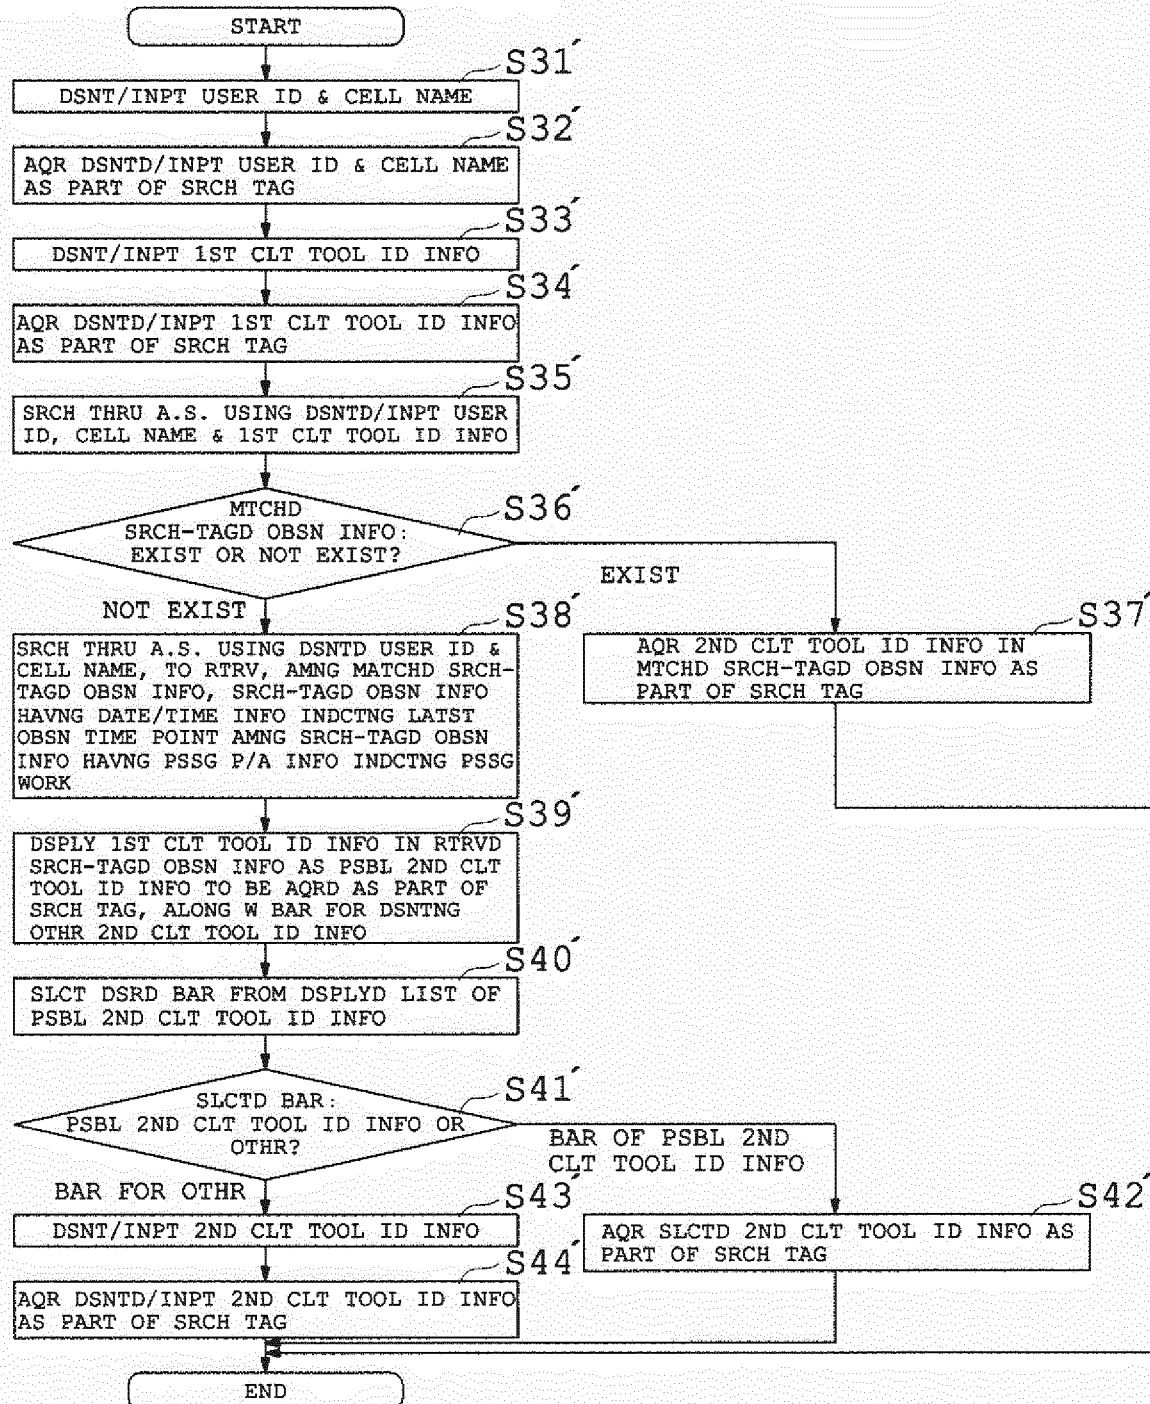 START
S31′
DSNT/INPT USER ID & CELL NAME
S32′
AQR DSNTD/INPT USER ID & CELL NAME
AS PART OF SRCH TAG
S33′
DSNT/INPT 1ST CLT TOOL ID INFO
S34′
AQR DSNTD/INPT 1ST CLT TOOL ID INFO
AS PART OF SRCH TAG
S35′
SRCH THRU A.S. USING DSNTD/INPT USER
ID, CELL NAME & 1ST CLT TOOL ID INFO
S36′
MTCHD
SRCH-TAGD OBSN INFO:
EXIST OR NOT EXIST?
EXIST
NOT EXIST
S37′
AQR 2ND CLT TOOL ID INFO IN
MTCHD SRCH-TAGD OBSN INFO AS
PART OF SRCH TAG
S38′
SRCH THRU A.S. USING DSNTD USER ID &
CELL NAME, TO RTRV, AMNG MATCHD SRCH-
TAGD OBSN INFO, SRCH-TAGD OBSN INFO
HAVNG DATE/TIME INFO INDCTNG LATST
OBSN TIME POINT AMNG SRCH-TAGD OBSN
INFO HAVNG PSSG P/A INFO INDCTNG PSSG
WORK
S39′
DSPLY 1ST CLT TOOL ID INFO IN RTRVD
SRCH-TAGD OBSN INFO AS PSBL 2ND CLT
TOOL ID INFO TO BE AQRD AS PART OF
SRCH TAG, ALONG W BAR FOR DSNTNG
OTHR 2ND CLT TOOL ID INFO
S40′
SLCT DSRD BAR FROM DSPLYD LIST OF
PSBL 2ND CLT TOOL ID INFO
S41′
SLCTD BAR:
PSBL 2ND CLT TOOL ID INFO OR
OTHR?
BAR OF PSBL 2ND
CLT TOOL ID INFO
BAR FOR OTHR
S42′
AQR SLCTD 2ND CLT TOOL ID INFO AS
PART OF SRCH TAG
S43′
DSNT/INPT 2ND CLT TOOL ID INFO
S44′
AQR DSNTD/INPT 2ND CLT TOOL ID INFO
AS PART OF SRCH TAG
END